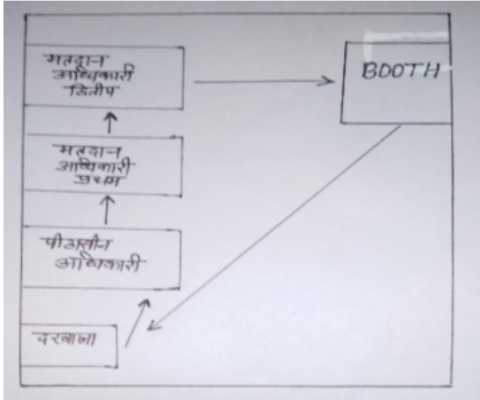 मतदान
अधिकारी
द्वितीय
BOOTH
मतदान
अधिकारी
प्रथम
पीठासीन
अधिकारी
दरवाजा